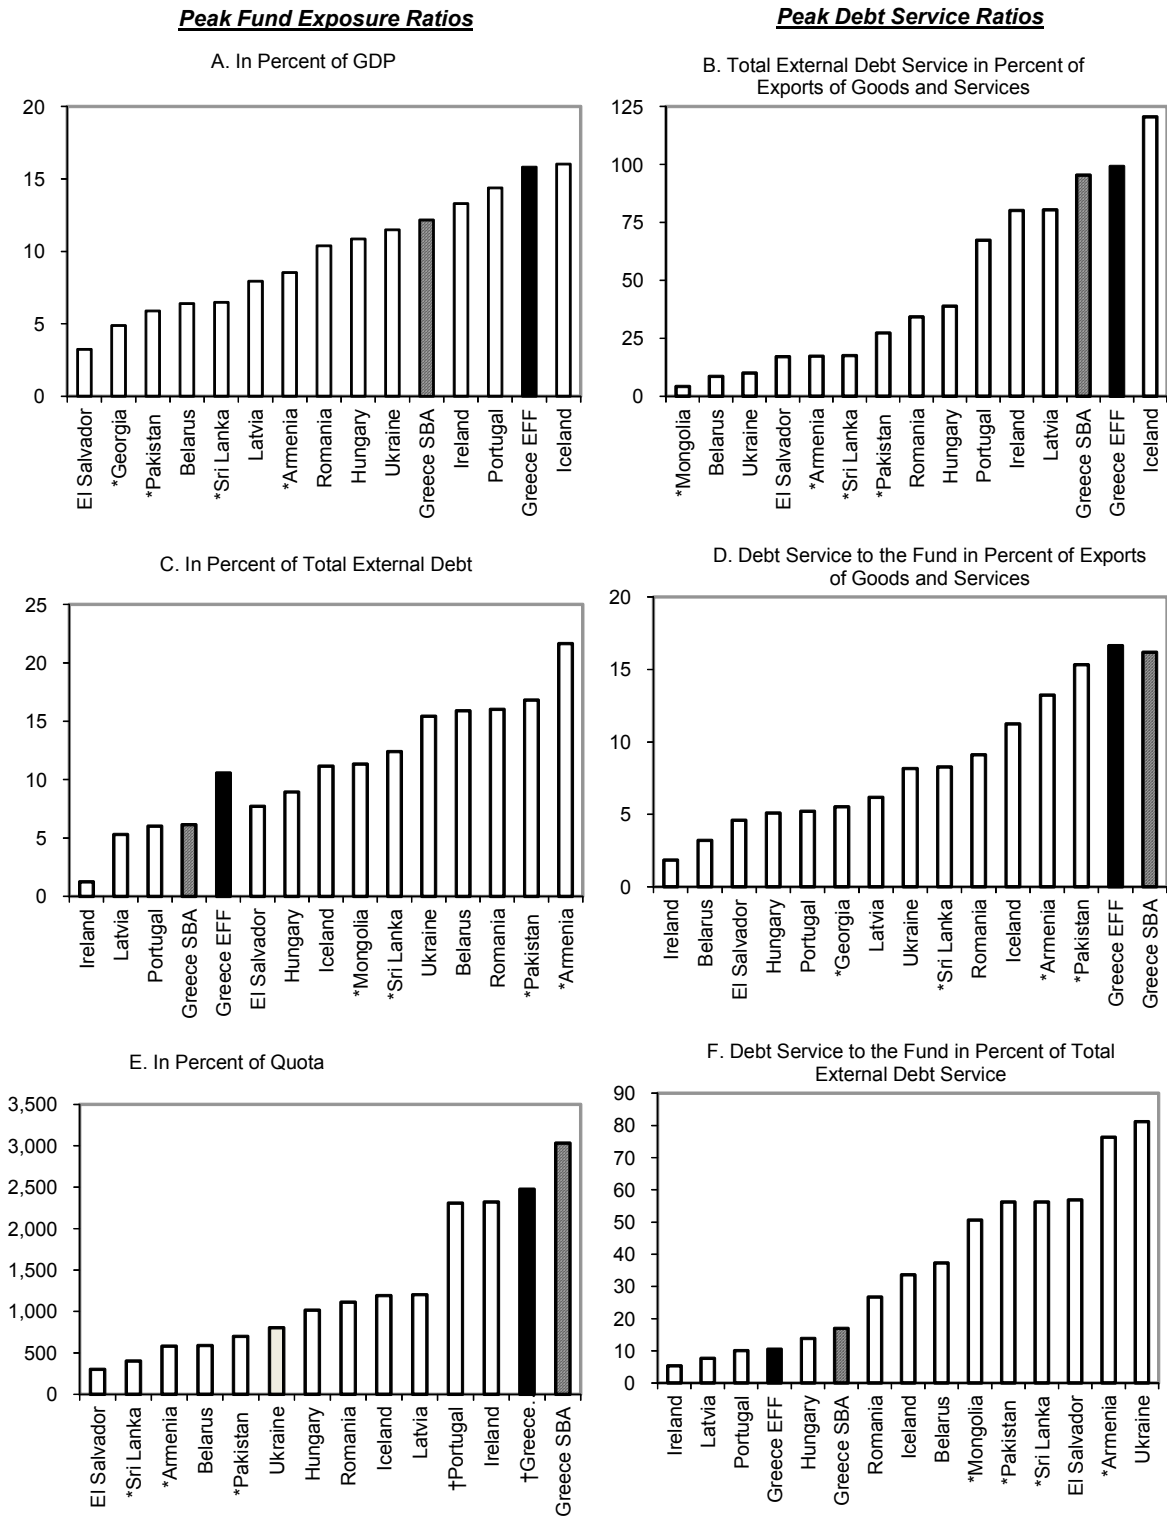 Peak Fund Exposure Ratios
Peak Debt Service Ratios
A. In Percent of GDP
20
15
10
5
0
El Salvador
*Georgia
*Pakistan
Belarus
*Sri Lanka
Latvia
*Armenia
Romania
Hungary
Ukraine
Greece SBA
Ireland
Portugal
Greece EFF
Iceland
B. Total External Debt Service in Percent of
Exports of Goods and Services
125
100
75
50
25
0
*Mongolia
Belarus
Ukraine
El Salvador
*Armenia
*Sri Lanka
*Pakistan
Romania
Hungary
Portugal
Ireland
Latvia
Greece SBA
Greece EFF
Iceland
C. In Percent of Total External Debt
25
20
15
10
5
0
Ireland
Latvia
Portugal
Greece SBA
Greece EFF
El Salvador
Hungary
Iceland
*Mongolia
*Sri Lanka
Ukraine
Belarus
Romania
*Pakistan
*Armenia
D. Debt Service to the Fund in Percent of Exports
of Goods and Services
20
15
10
5
0
Ireland
Belarus
El Salvador
Hungary
Portugal
*Georgia
Latvia
Ukraine
*Sri Lanka
Romania
Iceland
*Armenia
*Pakistan
Greece EFF
Greece SBA
E. In Percent of Quota
3,500
3,000
2,500
2,000
1,500
1,000
500
0
El Salvador
*Sri Lanka
*Armenia
Belarus
*Pakistan
Ukraine
Hungary
Romania
Iceland
Latvia
†Portugal
Ireland
†Greece.
Greece SBA
F. Debt Service to the Fund in Percent of Total
External Debt Service
90
80
70
60
50
40
30
20
10
0
Ireland
Latvia
Portugal
Greece EFF
Hungary
Greece SBA
Romania
Iceland
Belarus
*Mongolia
*Pakistan
*Sri Lanka
El Salvador
*Armenia
Ukraine